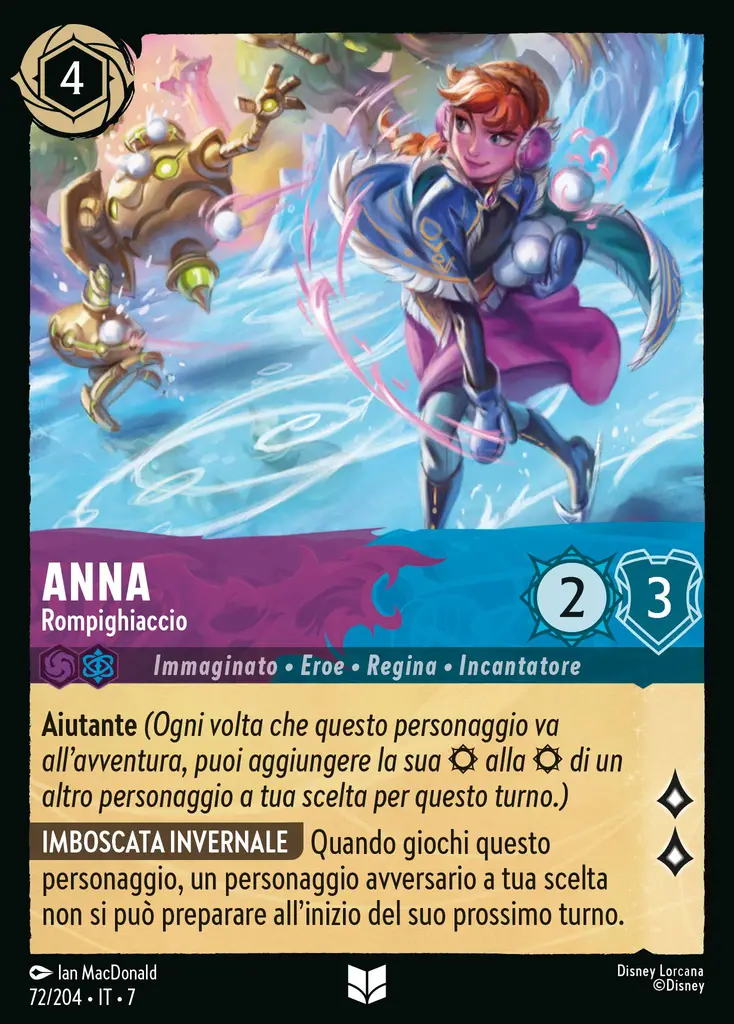 4
ANNA
Rompighiaccio
2
3
Immaginato • Eroe • Regina • Incantatore
Aiutante (Ogni volta che questo personaggio va
all'avventura, puoi aggiungere la sua alla di un
altro personaggio a tua scelta per questo turno.)
IMBOSCATA INVERNALE Quando giochi questo
personaggio, un personaggio avversario a tua scelta
non si può preparare all'inizio del suo prossimo turno.
Ian MacDonald
72/204 • IT • 7
Disney Lorcana
©Disney